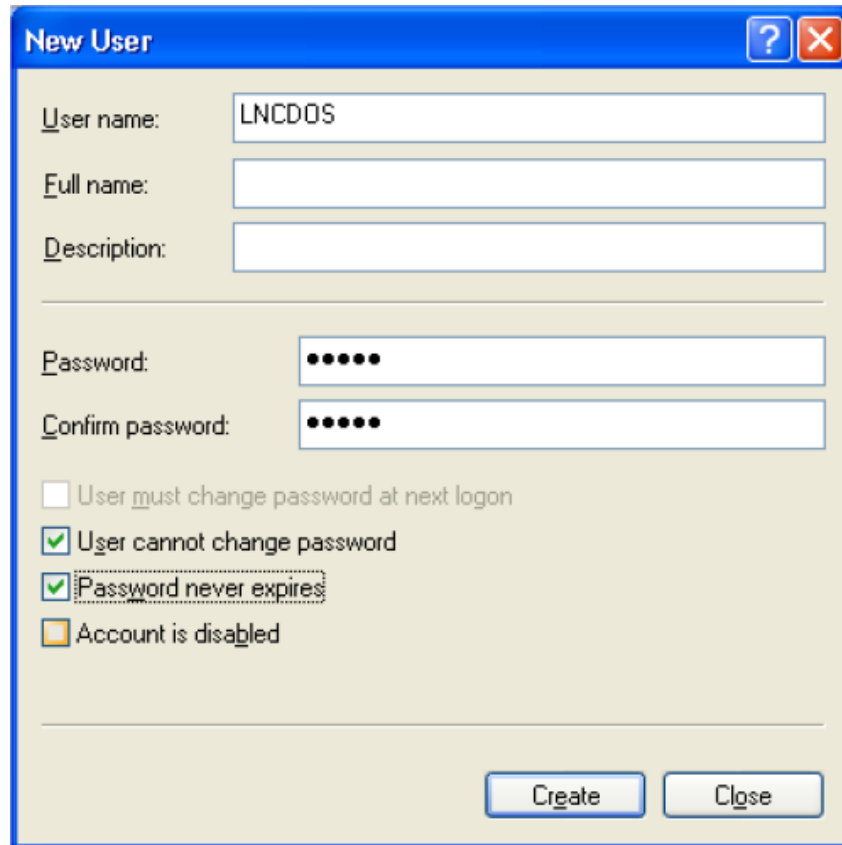 New User
User name: LNCDOS
Full name:
Description:
Password: •••••
Confirm password: •••••
User must change password at next logon
User cannot change password
Password never expires
Account is disabled
Create Close